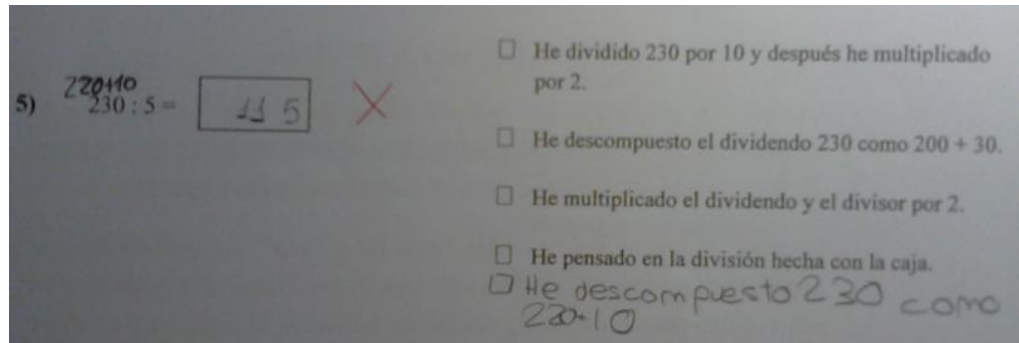 220+10
5) 230 : 5 = 115
☐ He dividido 230 por 10 y después he multiplicado
por 2.
☐ He descompuesto el dividendo 230 como 200 + 30.
☐ He multiplicado el dividendo y el divisor por 2.
☐ He pensado en la división hecha con la caja.
☐ He descompuesto 230 como
220+10